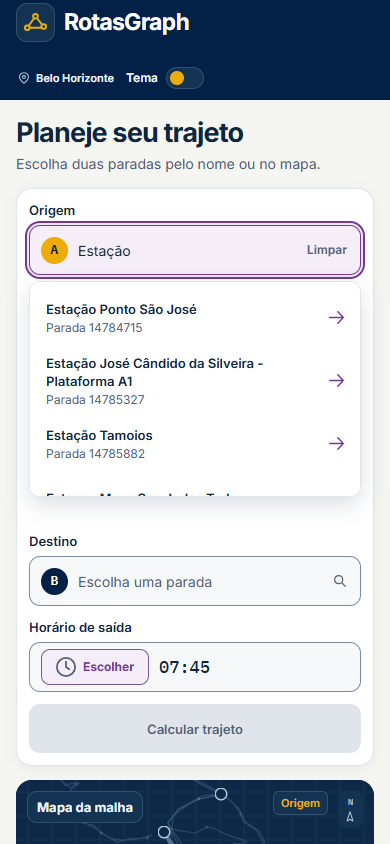 RotasGraph
Belo Horizonte Tema
Planeje seu trajeto
Escolha duas paradas pelo nome ou no mapa.
Origem
A Estação Limpar
Estação Ponto São José
Parada 14784715
Estação José Cândido da Silveira -
Plataforma A1
Parada 14785327
Estação Tamoios
Parada 14785882
Destino
B Escolha uma parada
Horário de saída
Escolher 07:45
Calcular trajeto
Mapa da malha Origem N